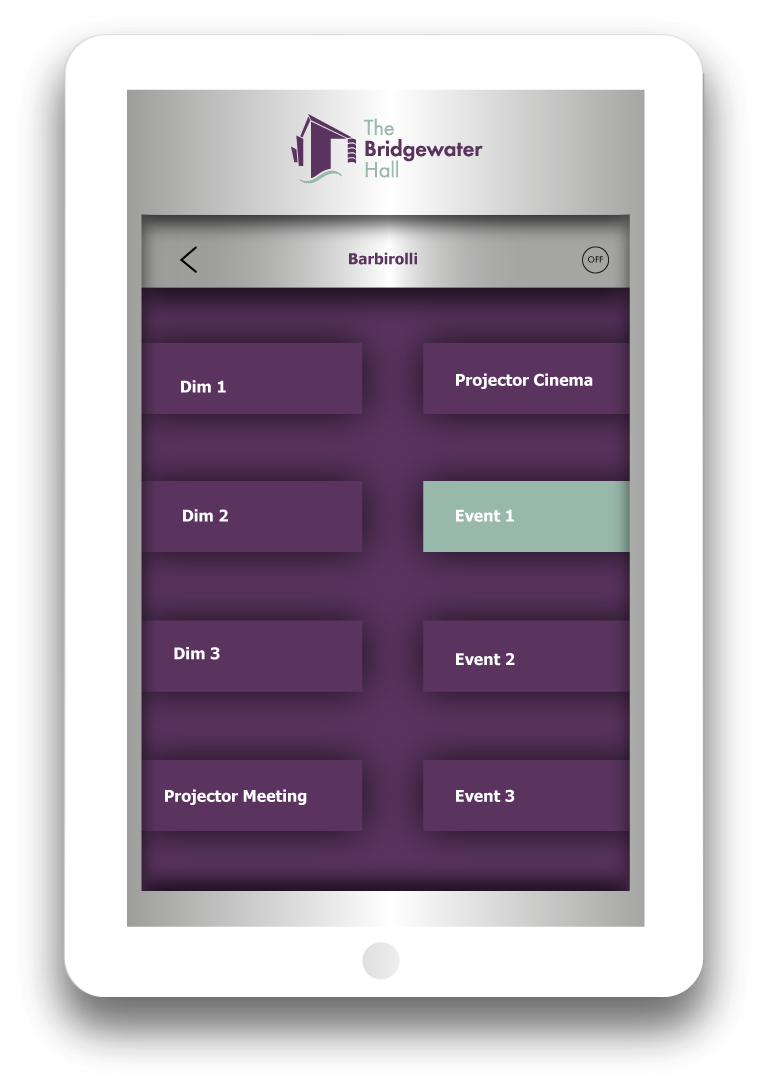 The
Bridgewater
Hall
Barbirolli
OFF
Dim 1
Projector Cinema
Dim 2
Event 1
Dim 3
Event 2
Projector Meeting
Event 3